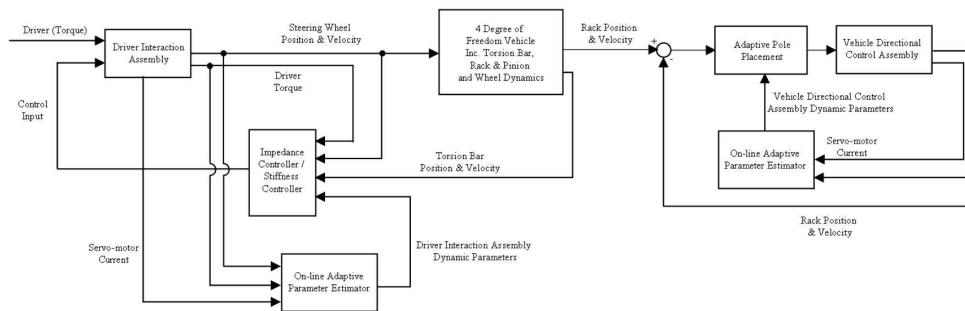 Driver (Torque)
Driver Interaction
Assembly
Steering Wheel
Position & Velocity
Driver
Torque
Control
Input
4 Degree of
Freedom Vehicle
Inc. Torsion Bar,
Rack & Pinion
and Wheel Dynamics
Rack Position
& Velocity
+
-
Adaptive Pole
Placement
Vehicle Directional
Control Assembly
Vehicle Directional Control
Assembly Dynamic Parameters
Impedance
Controller /
Stiffness
Controller
Torsion Bar
Position & Velocity
On-line Adaptive
Parameter Estimator
Servo-motor
Current
Rack Position
& Velocity
Servo-motor
Current
Driver Interaction Assembly
Dynamic Parameters
On-line Adaptive
Parameter Estimator